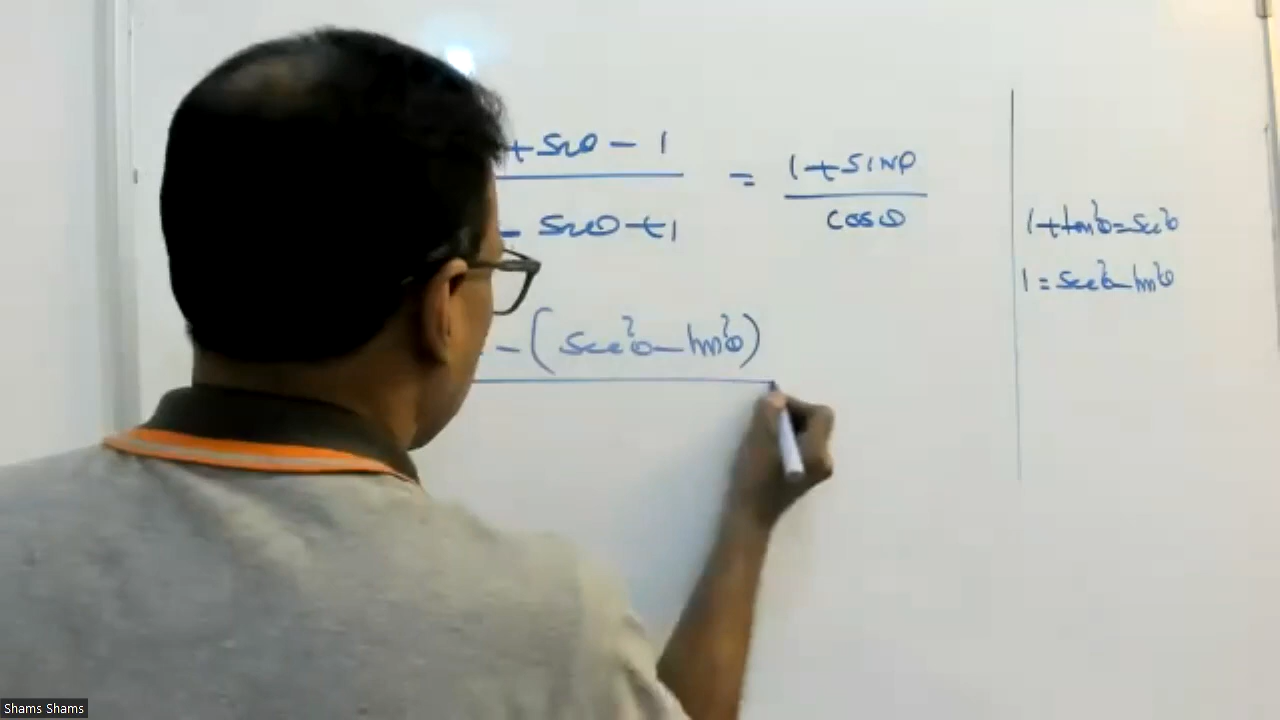 + secθ - 1
= 1 + sinθ
- secθ + 1
cosθ
- (sec²θ - tan²θ)
1 + tan²θ = sec²θ
1 = sec²θ - tan²θ
Shams Shams